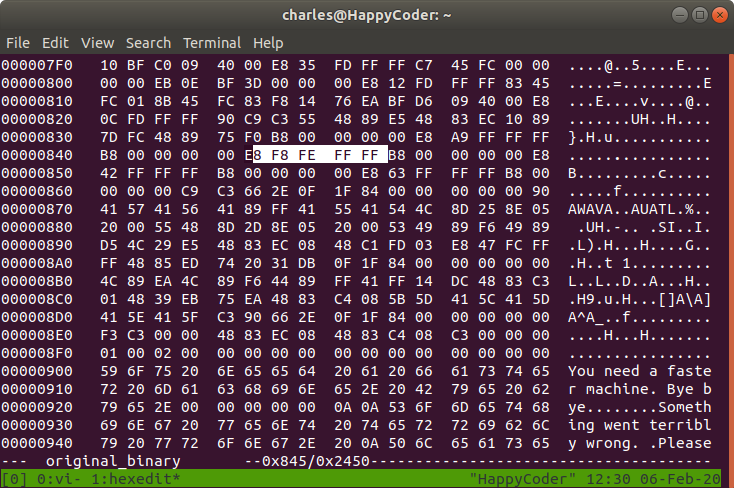 charles@HappyCoder: ~
File Edit View Search Terminal Help
000007F0 10 BF C0 09 40 00 E8 35 FD FF FF C7 45 FC 00 00 ....@..5....E...
00000800 00 00 EB 0E BF 3D 00 00 00 E8 12 FD FF FF 83 45 .....=.........E
00000810 FC 01 8B 45 FC 83 F8 14 76 EA BF D6 09 40 00 E8 ...E....v....@..
00000820 0C FD FF FF 90 C9 C3 55 48 89 E5 48 83 EC 10 89 .......UH..H....
00000830 7D FC 48 89 75 F0 B8 00 00 00 00 E8 A9 FF FF FF }.H.u...........
00000840 B8 00 00 00 00 E8 F8 FE FF FF B8 00 00 00 00 E8 ................
00000850 42 FF FF FF B8 00 00 00 00 E8 63 FF FF FF B8 00 B.........c.....
00000860 00 00 00 C9 C3 66 2E 0F 1F 84 00 00 00 00 00 90 .....f..........
00000870 41 57 41 56 41 89 FF 41 55 41 54 4C 8D 25 8E 05 AWAVA..AUATL.%..
00000880 20 00 55 48 8D 2D 8E 05 20 00 53 49 89 F6 49 89 .UH.-.. .SI..I.
00000890 D5 4C 29 E5 48 83 EC 08 48 C1 FD 03 E8 47 FC FF .L).H...H....G..
000008A0 FF 48 85 ED 74 20 31 DB 0F 1F 84 00 00 00 00 00 .H..t 1.........
000008B0 4C 89 EA 4C 89 F6 44 89 FF 41 FF 14 DC 48 83 C3 L..L..D..A...H..
000008C0 01 48 39 EB 75 EA 48 83 C4 08 5B 5D 41 5C 41 5D .H9.u.H...[]A\A]
000008D0 41 5E 41 5F C3 90 66 2E 0F 1F 84 00 00 00 00 00 A^A_..f.........
000008E0 F3 C3 00 00 48 83 EC 08 48 83 C4 08 C3 00 00 00 ....H...H.......
000008F0 01 00 02 00 00 00 00 00 00 00 00 00 00 00 00 00 ................
00000900 59 6F 75 20 6E 65 65 64 20 61 20 66 61 73 74 65 You need a faste
00000910 72 20 6D 61 63 68 69 6E 65 2E 20 42 79 65 20 62 r machine. Bye b
00000920 79 65 2E 00 00 00 00 00 0A 0A 53 6F 6D 65 74 68 ye........Someth
00000930 69 6E 67 20 77 65 6E 74 20 74 65 72 72 69 62 6C ing went terribl
00000940 79 20 77 72 6F 6E 67 2E 20 0A 50 6C 65 61 73 65 y wrong. .Please
--- original_binary --0x845/0x2450--------------------------------------
[0] 0:vi- 1:hexedit* "HappyCoder" 12:30 06-Feb-20